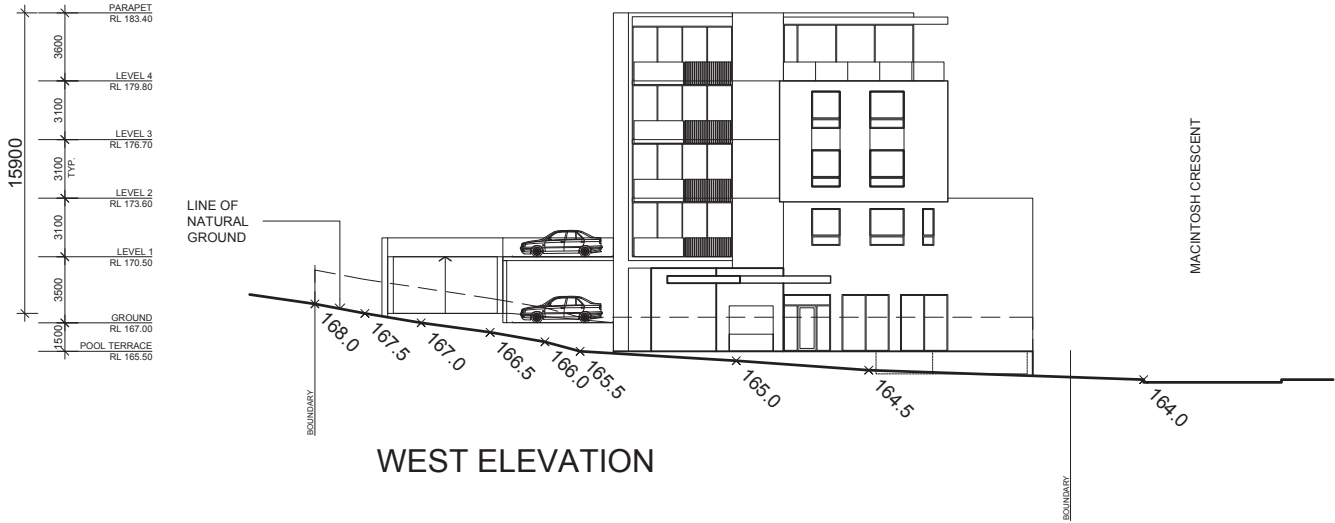 PARAPET
RL 183.40
3600
LEVEL 4
RL 179.80
3100
LEVEL 3
RL 176.70
3100
TYP.
15900
LEVEL 2
RL 173.60
3100
LEVEL 1
RL 170.50
3500
GROUND
RL 167.00
1500
POOL TERRACE
RL 165.50
LINE OF
NATURAL
GROUND
MACINTOSH CRESCENT
168.0
167.5
167.0
166.5
166.0
165.5
165.0
164.5
164.0
BOUNDARY
WEST ELEVATION
BOUNDARY